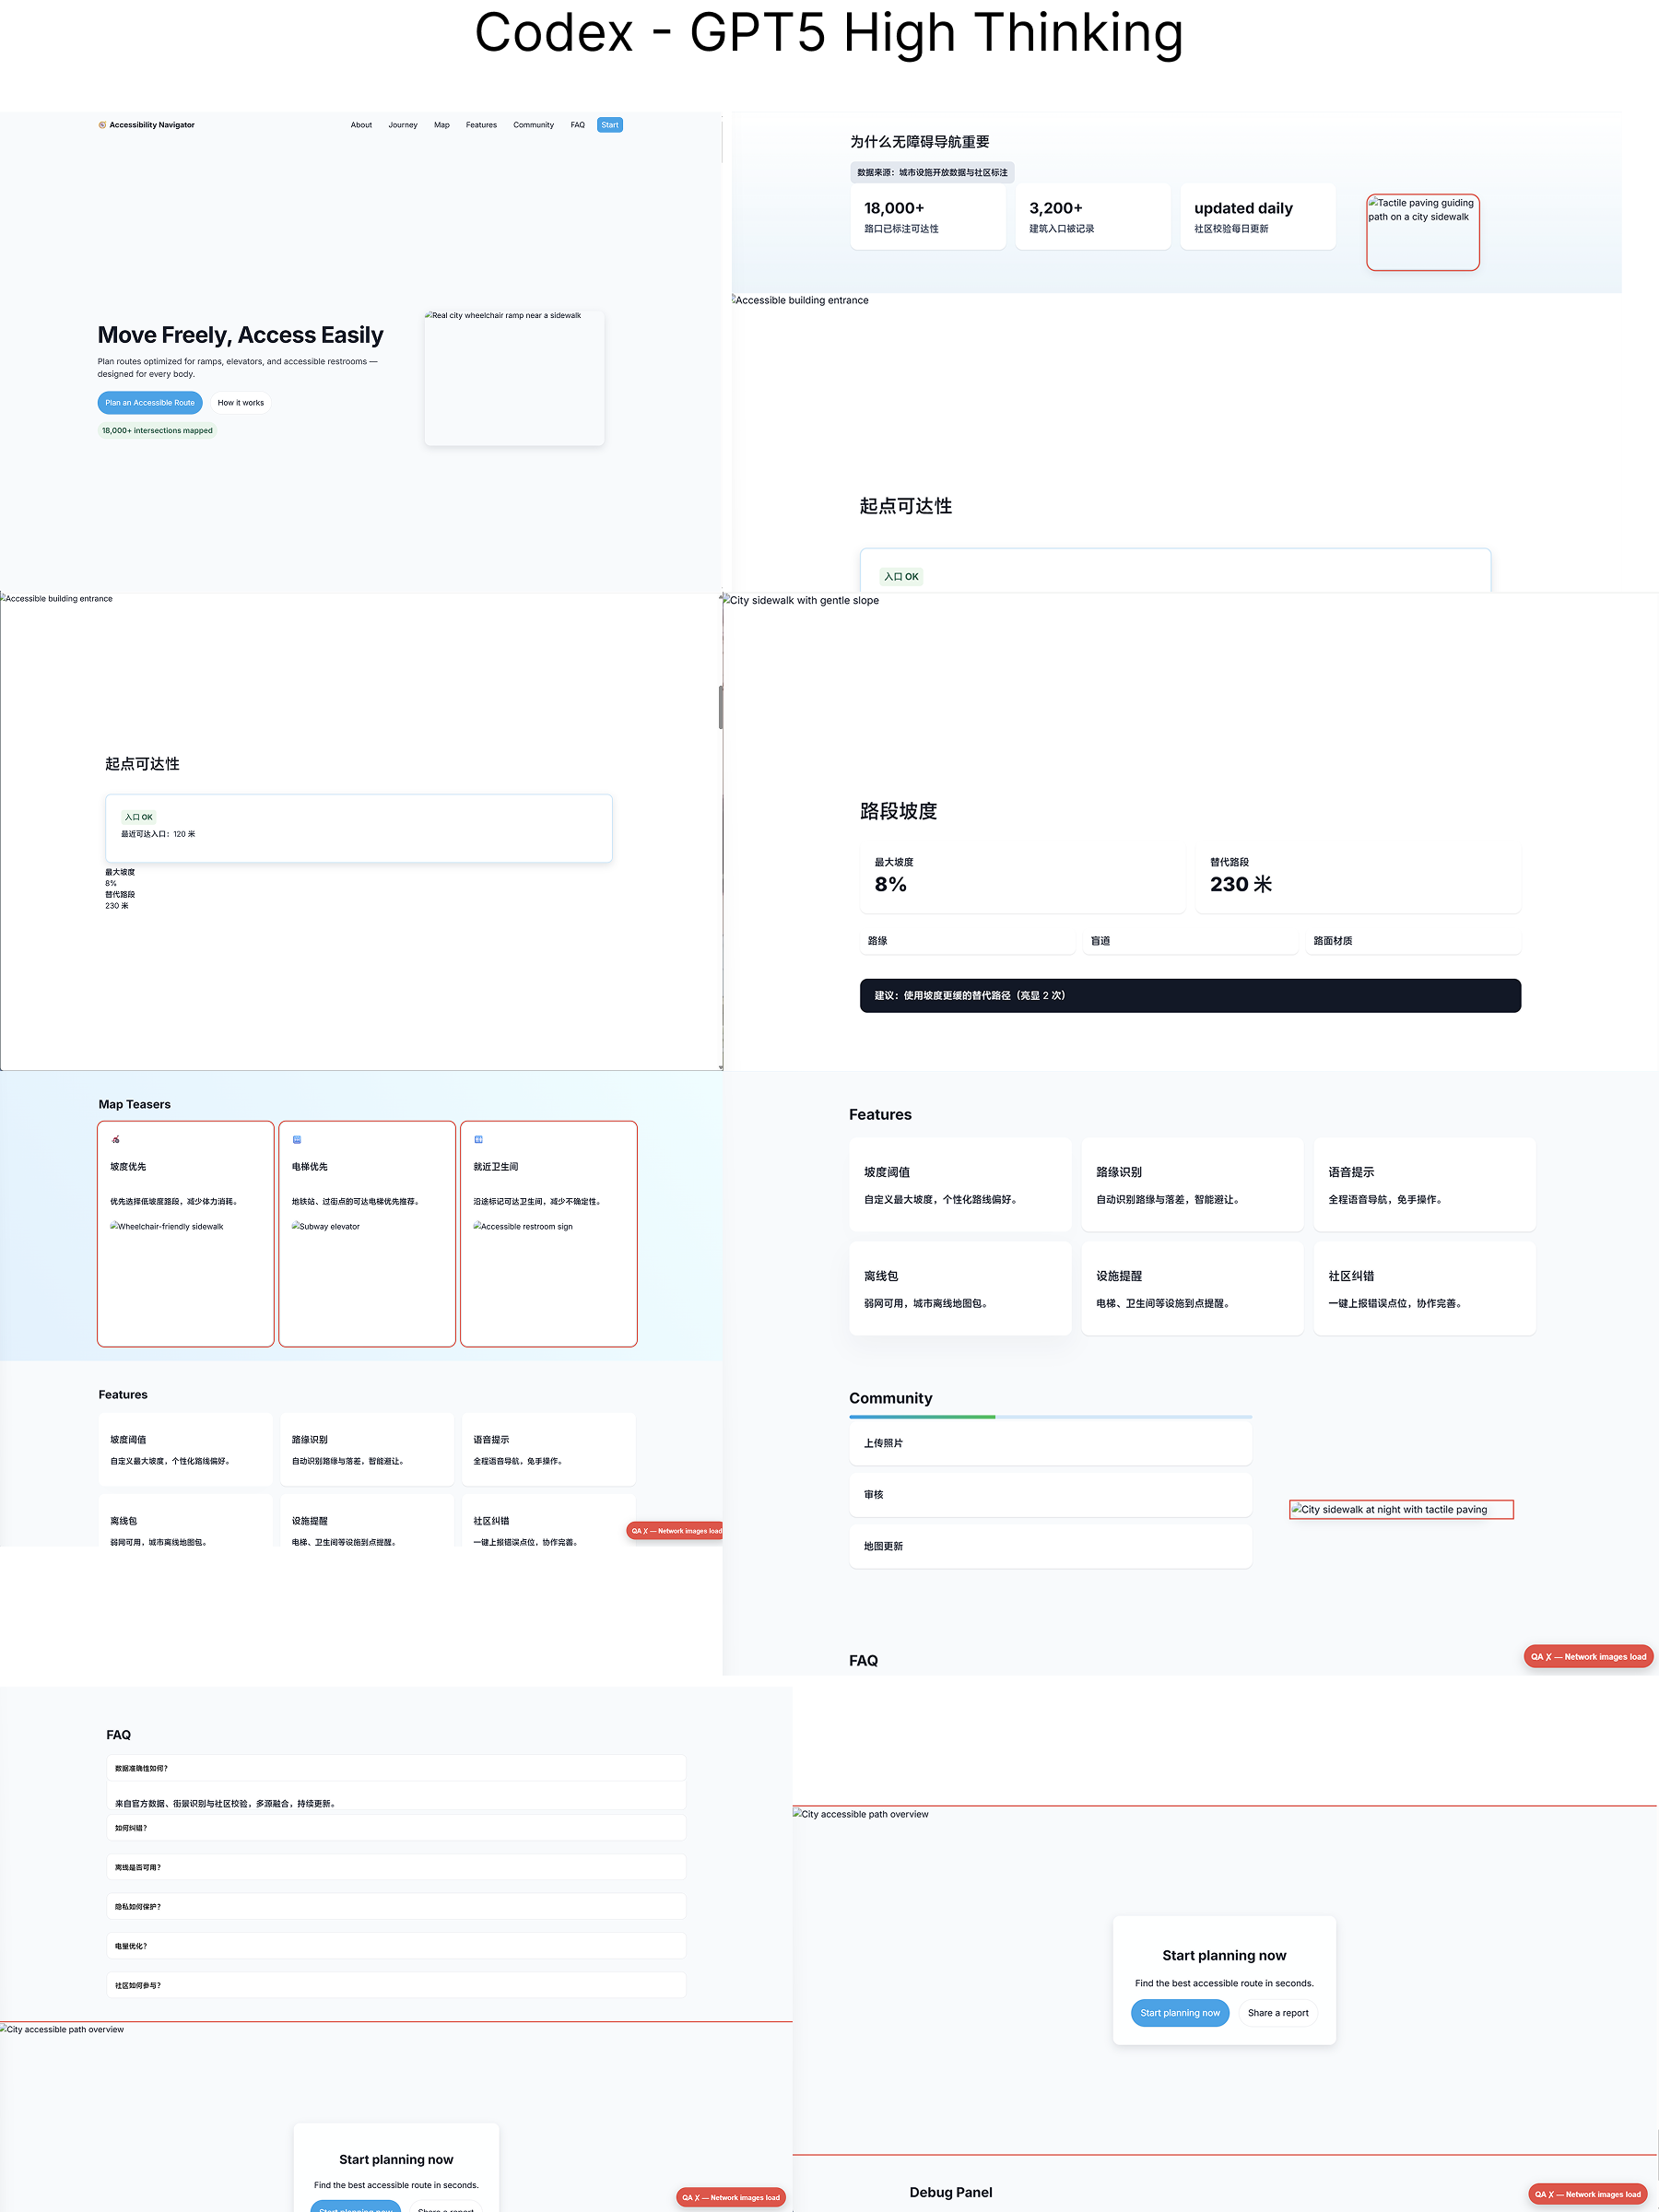 Codex - GPT5 High Thinking
Accessibility Navigator
About Journey Map Features Community FAQ Start
Move Freely, Access Easily
Plan routes optimized for ramps, elevators, and accessible restrooms —
designed for every body.
Plan an Accessible Route How it works
18,000+ intersections mapped
Real city wheelchair ramp near a sidewalk
为什么无障碍导航重要
数据来源：城市设施开放数据与社区标注
18,000+
路口已标注可达性
3,200+
建筑入口被记录
updated daily
社区校验每日更新
Tactile paving guiding
path on a city sidewalk
Accessible building entrance
起点可达性
入口 OK
Accessible building entrance
起点可达性
入口 OK
最近可达入口：120 米
最大坡度
8%
替代路段
230 米
City sidewalk with gentle slope
路段坡度
最大坡度
8%
替代路段
230 米
路缘
盲道
路面材质
建议：使用坡度更缓的替代路径（亮显 2 次）
Map Teasers
坡度优先
优先选择低坡度路段，减少体力消耗。
Wheelchair-friendly sidewalk
电梯优先
地铁站、过街点的可达电梯优先推荐。
Subway elevator
就近卫生间
沿途标记可达卫生间，减少不确定性。
Accessible restroom sign
Features
坡度阈值
自定义最大坡度，个性化路线偏好。
路缘识别
自动识别路缘与落差，智能避让。
语音提示
全程语音导航，免手操作。
离线包
弱网可用，城市离线地图包。
设施提醒
电梯、卫生间等设施到点提醒。
社区纠错
一键上报错误点位，协作完善。
QA ✗ — Network images load
Features
坡度阈值
自定义最大坡度，个性化路线偏好。
路缘识别
自动识别路缘与落差，智能避让。
语音提示
全程语音导航，免手操作。
离线包
弱网可用，城市离线地图包。
设施提醒
电梯、卫生间等设施到点提醒。
社区纠错
一键上报错误点位，协作完善。
Community
上传照片
审核
地图更新
City sidewalk at night with tactile paving
FAQ
QA ✗ — Network images load
FAQ
数据准确性如何？
来自官方数据、街景识别与社区校验，多源融合，持续更新。
如何纠错？
离线是否可用？
隐私如何保护？
电量优化？
社区如何参与？
City accessible path overview
Start planning now
Find the best accessible route in seconds.
Start planning now Share a report
QA ✗ — Network images load
City accessible path overview
Start planning now
Find the best accessible route in seconds.
Start planning now Share a report
Debug Panel
QA ✗ — Network images load